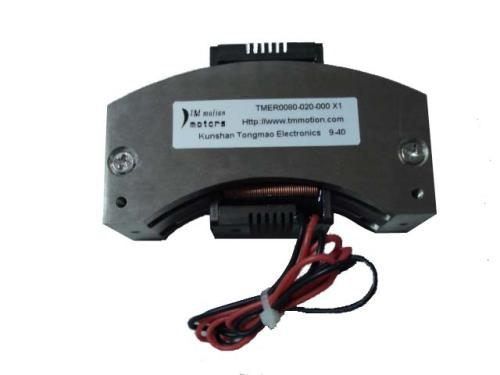 TM motion
motors
TMER0080-020-000 X1
Http://www.tmmotion.com
Kunshan Tongmao Electronics 9-40